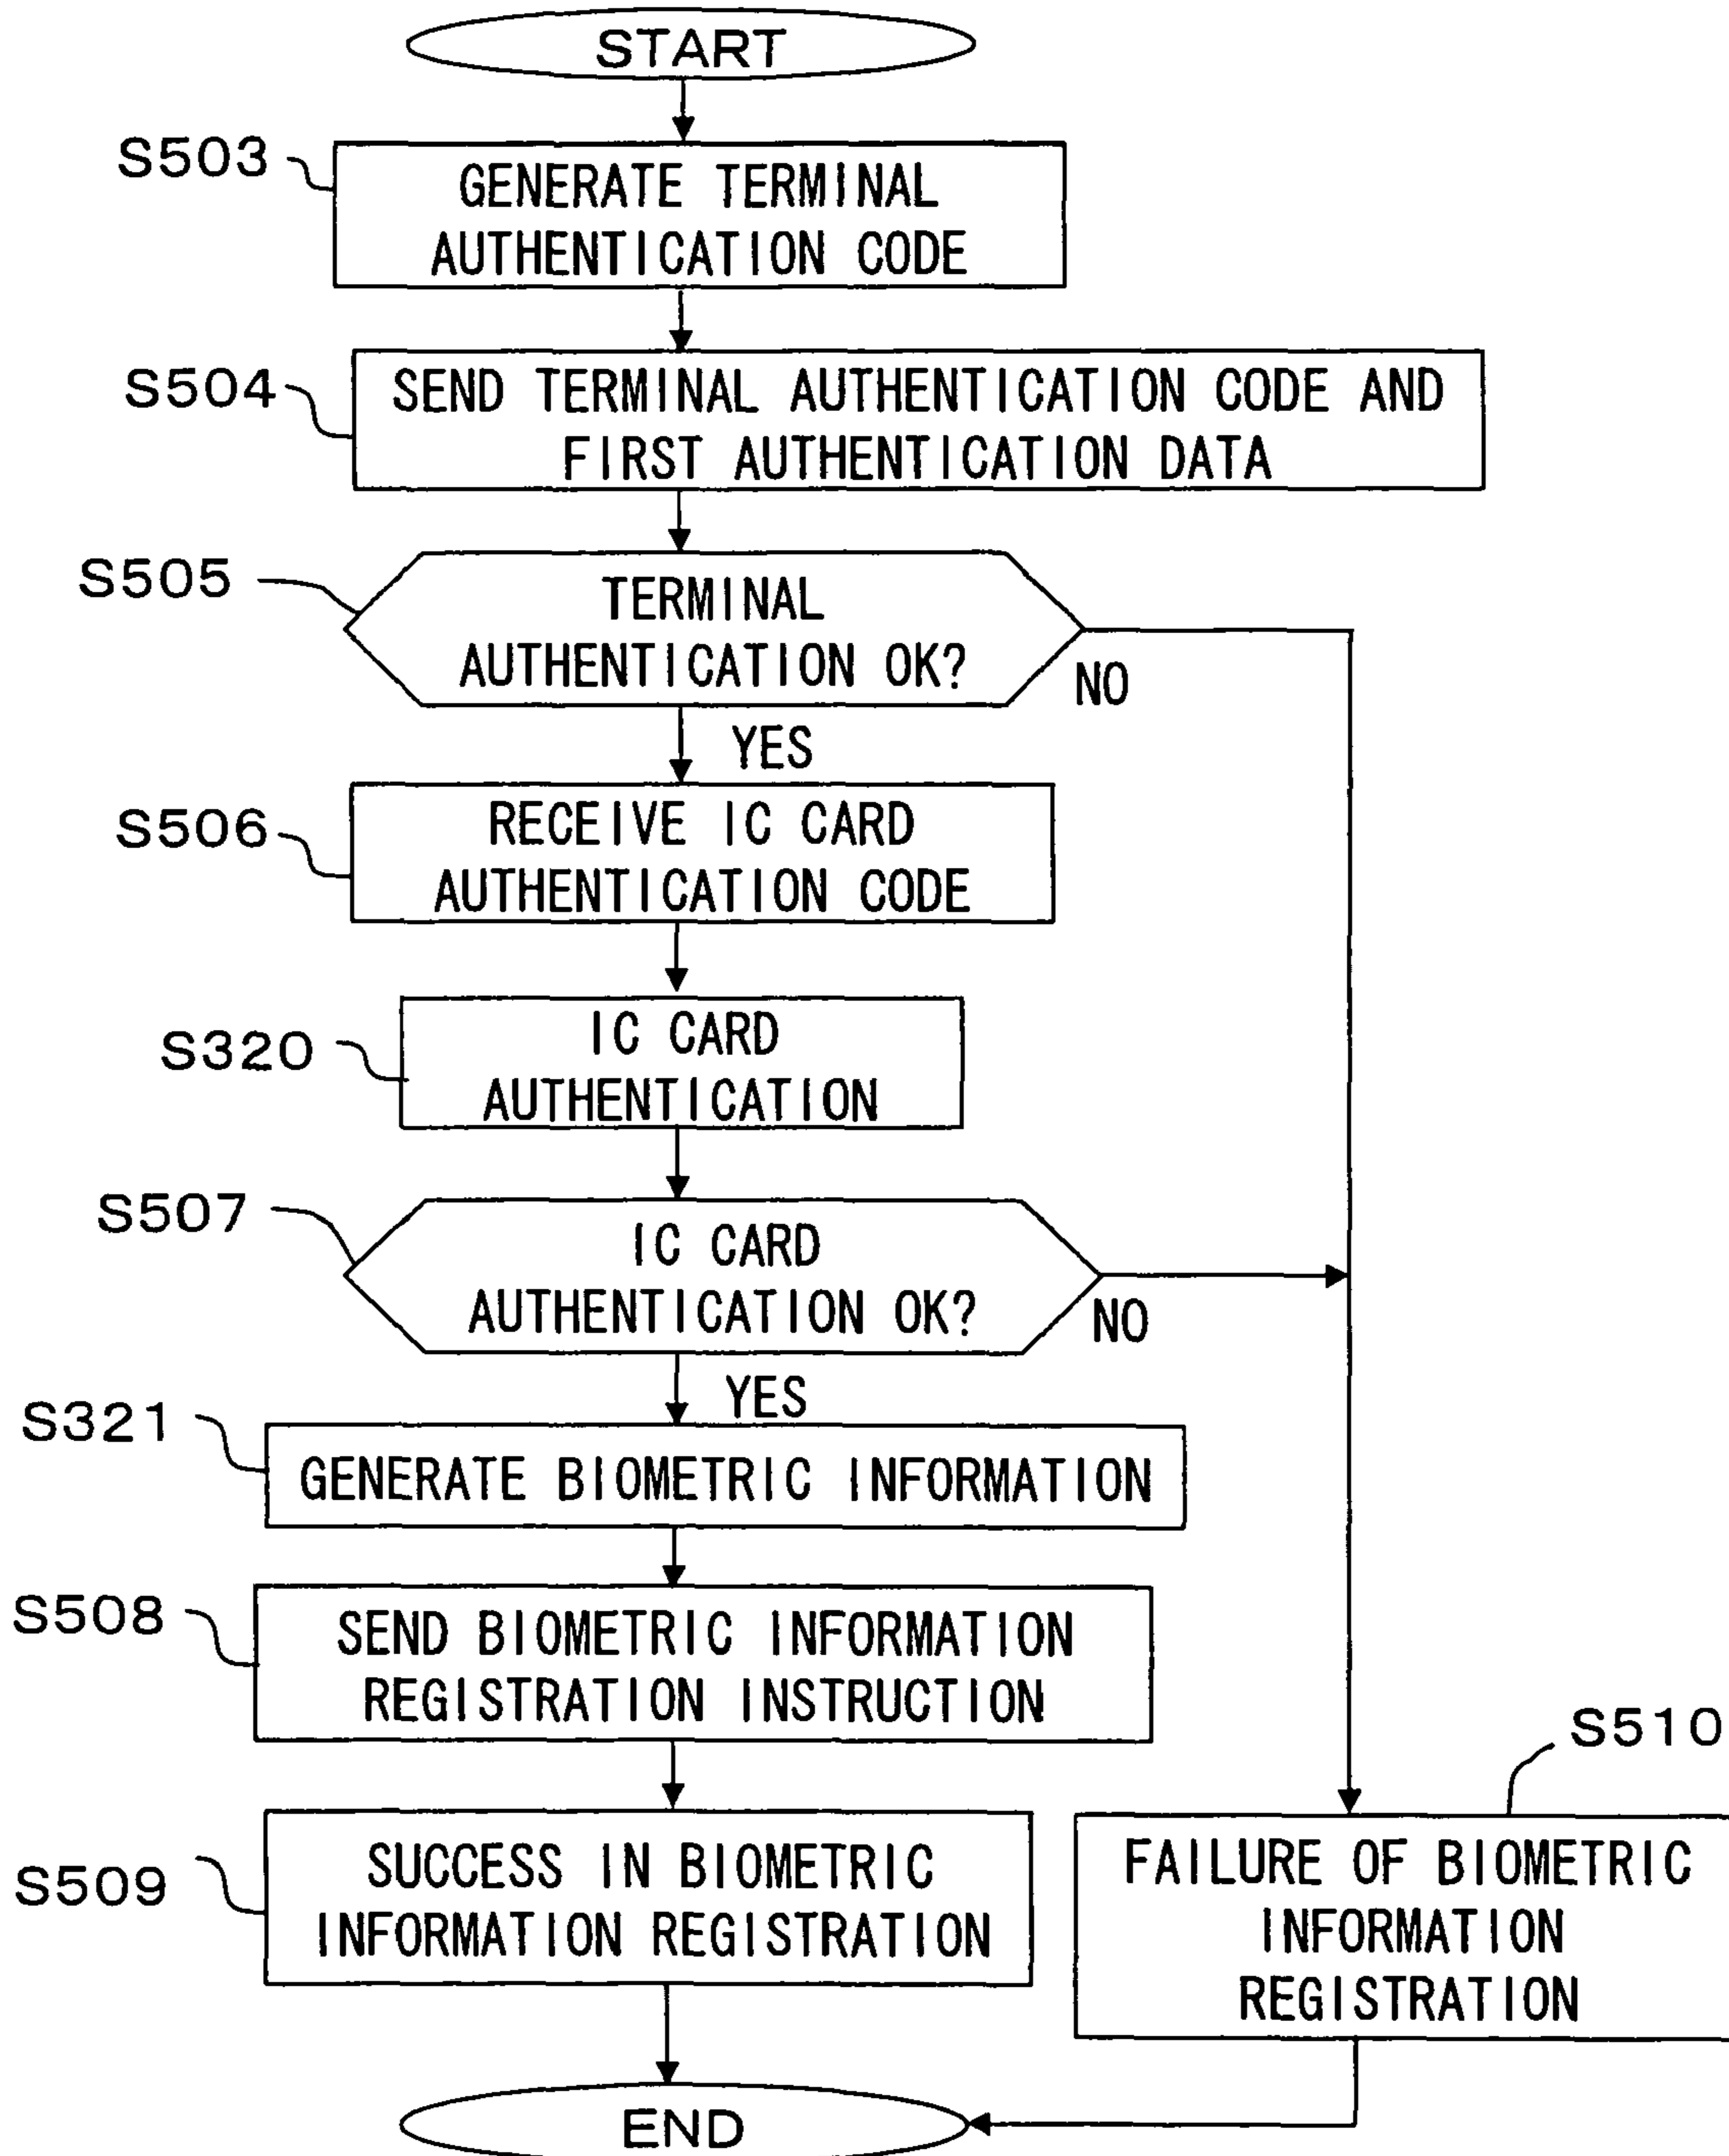 START
S503
GENERATE TERMINAL
AUTHENTICATION CODE
S504
SEND TERMINAL AUTHENTICATION CODE AND
FIRST AUTHENTICATION DATA
S505
TERMINAL
AUTHENTICATION OK?
NO
YES
S506
RECEIVE IC CARD
AUTHENTICATION CODE
S320
IC CARD
AUTHENTICATION
S507
IC CARD
AUTHENTICATION OK?
NO
YES
S321
GENERATE BIOMETRIC INFORMATION
S508
SEND BIOMETRIC INFORMATION
REGISTRATION INSTRUCTION
S509
SUCCESS IN BIOMETRIC
INFORMATION REGISTRATION
S510
FAILURE OF BIOMETRIC
INFORMATION
REGISTRATION
END